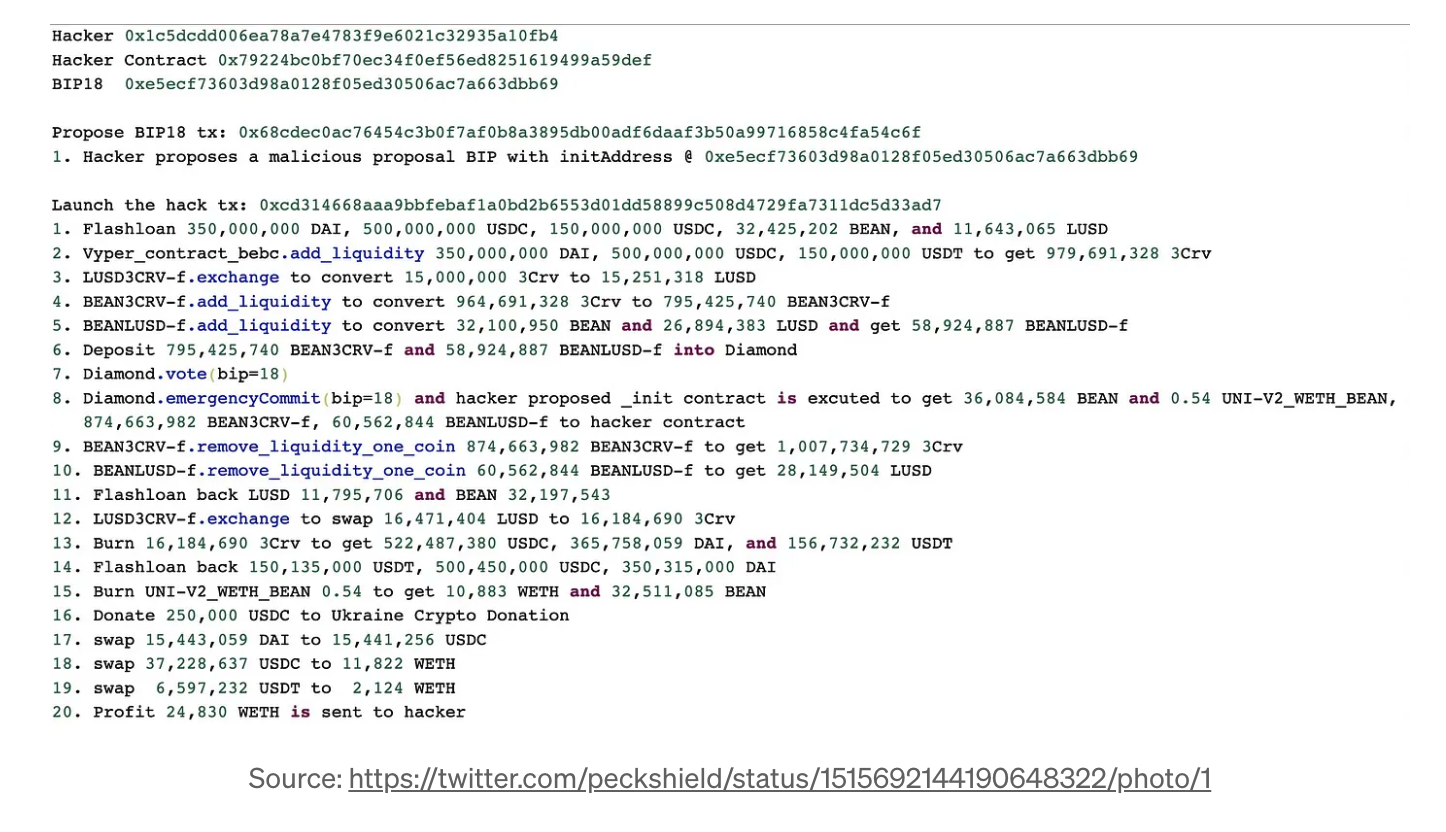 Hacker 0x1c5dcdd006ea78a7e4783f9e6021c32935a10fb4
Hacker Contract 0x79224bc0bf70ec34f0ef56ed8251619499a59def
BIP18  0xe5ecf73603d98a0128f05ed30506ac7a663dbb69
Propose BIP18 tx: 0x68cdec0ac76454c3b0f7af0b8a3895db00adf6daaf3b50a99716858c4fa54c6f
1. Hacker proposes a malicious proposal BIP with initAddress @ 0xe5ecf73603d98a0128f05ed30506ac7a663dbb69
Launch the hack tx: 0xcd314668aaa9bbfebaf1a0bd2b6553d01dd58899c508d4729fa7311dc5d33ad7
1. Flashloan 350,000,000 DAI, 500,000,000 USDC, 150,000,000 USDC, 32,425,202 BEAN, and 11,643,065 LUSD
2. Vyper_contract_bebc.add_liquidity 350,000,000 DAI, 500,000,000 USDC, 150,000,000 USDT to get 979,691,328 3Crv
3. LUSD3CRV-f.exchange to convert 15,000,000 3Crv to 15,251,318 LUSD
4. BEAN3CRV-f.add_liquidity to convert 964,691,328 3Crv to 795,425,740 BEAN3CRV-f
5. BEANLUSD-f.add_liquidity to convert 32,100,950 BEAN and 26,894,383 LUSD and get 58,924,887 BEANLUSD-f
6. Deposit 795,425,740 BEAN3CRV-f and 58,924,887 BEANLUSD-f into Diamond
7. Diamond.vote(bip=18)
8. Diamond.emergencyCommit(bip=18) and hacker proposed _init contract is excuted to get 36,084,584 BEAN and 0.54 UNI-V2_WETH_BEAN,
874,663,982 BEAN3CRV-f, 60,562,844 BEANLUSD-f to hacker contract
9. BEAN3CRV-f.remove_liquidity_one_coin 874,663,982 BEAN3CRV-f to get 1,007,734,729 3Crv
10. BEANLUSD-f.remove_liquidity_one_coin 60,562,844 BEANLUSD-f to get 28,149,504 LUSD
11. Flashloan back LUSD 11,795,706 and BEAN 32,197,543
12. LUSD3CRV-f.exchange to swap 16,471,404 LUSD to 16,184,690 3Crv
13. Burn 16,184,690 3Crv to get 522,487,380 USDC, 365,758,059 DAI, and 156,732,232 USDT
14. Flashloan back 150,135,000 USDT, 500,450,000 USDC, 350,315,000 DAI
15. Burn UNI-V2_WETH_BEAN 0.54 to get 10,883 WETH and 32,511,085 BEAN
16. Donate 250,000 USDC to Ukraine Crypto Donation
17. swap 15,443,059 DAI to 15,441,256 USDC
18. swap 37,228,637 USDC to 11,822 WETH
19. swap  6,597,232 USDT to  2,124 WETH
20. Profit 24,830 WETH is sent to hacker
Source: https://twitter.com/peckshield/status/1515692144190648322/photo/1